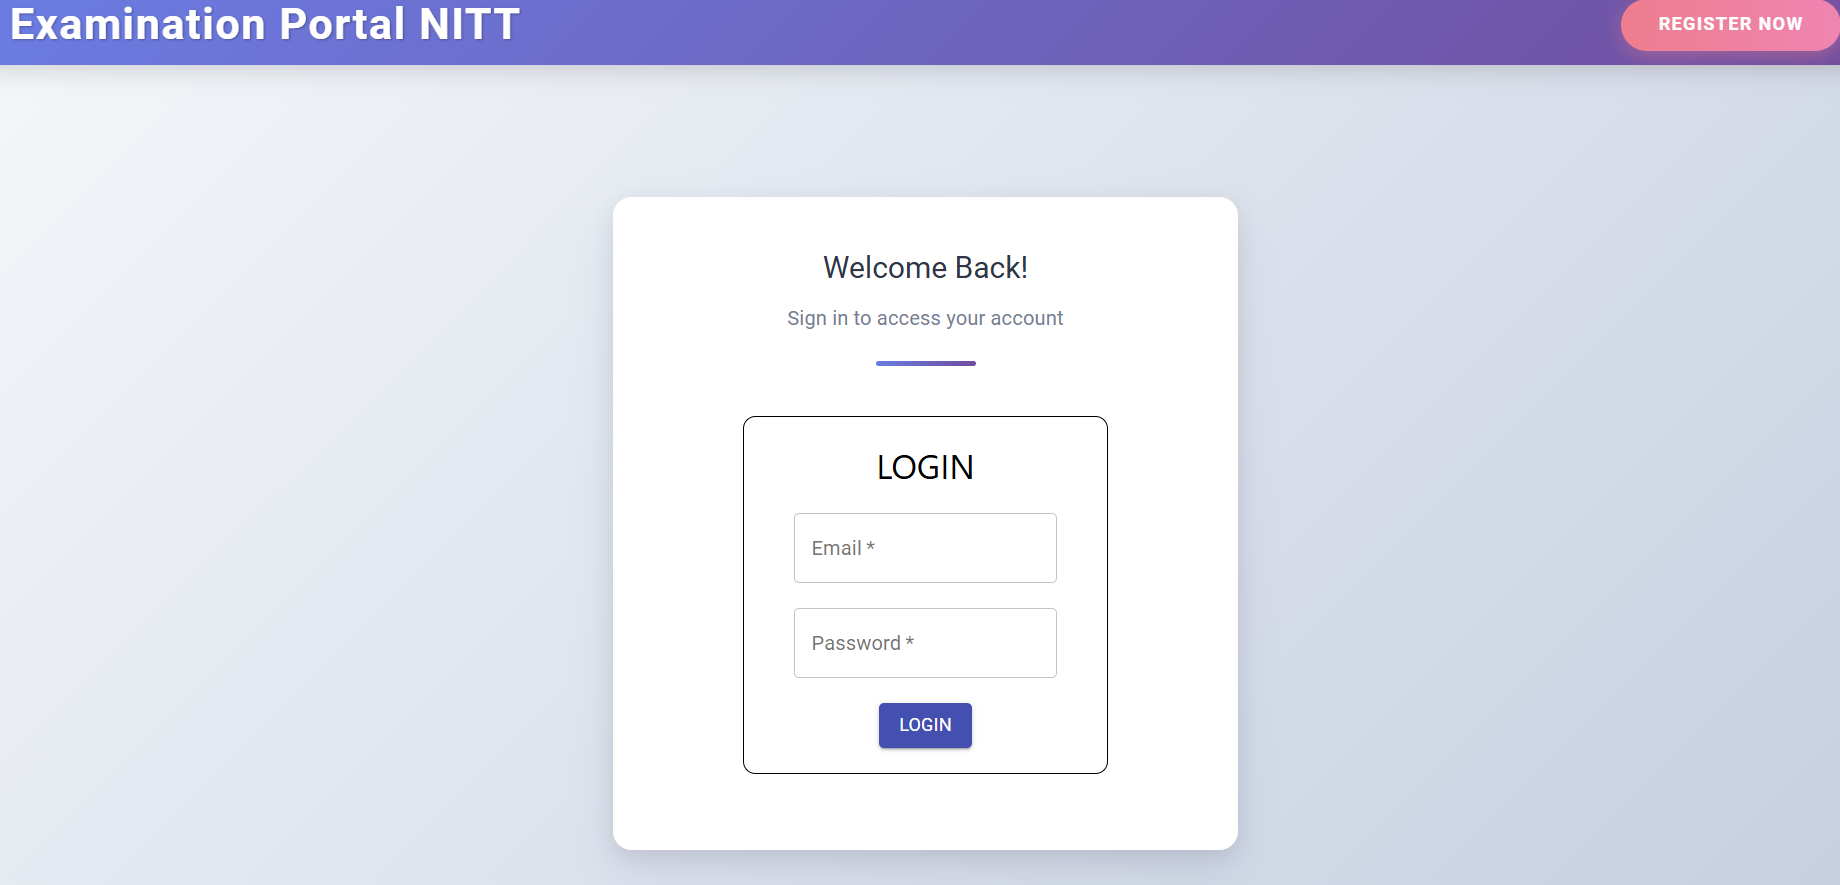 Examination Portal NITT
REGISTER NOW
Welcome Back!
Sign in to access your account
LOGIN
Email *
Password *
LOGIN